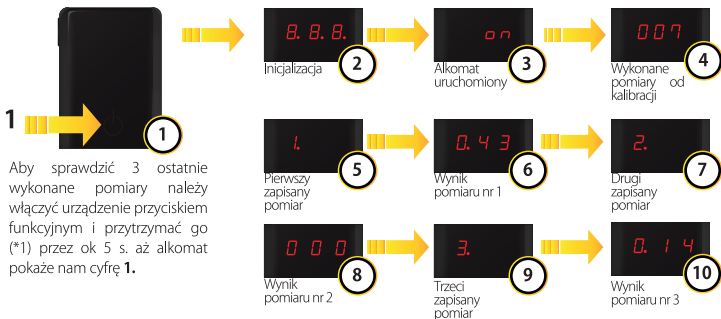 1
1
Aby sprawdzić 3 ostatnie
wykonane pomiary należy
włączyć urządzenie przyciskiem
funkcyjnym i przytrzymać go
(*1) przez ok 5 s. aż alkomat
pokaże nam cyfrę 1.
8.8.8.
2
Inicjalizacja
on
3
Alkomat
uruchomiony
007
4
Wykonane
pomiary od
kalibracji
1.
5
Pierwszy
zapisany
pomiar
0.43
6
Wynik
pomiaru nr 1
2.
7
Drugi
zapisany
pomiar
000
8
Wynik
pomiaru nr 2
3.
9
Trzeci
zapisany
pomiar
0.14
10
Wynik
pomiaru nr 3